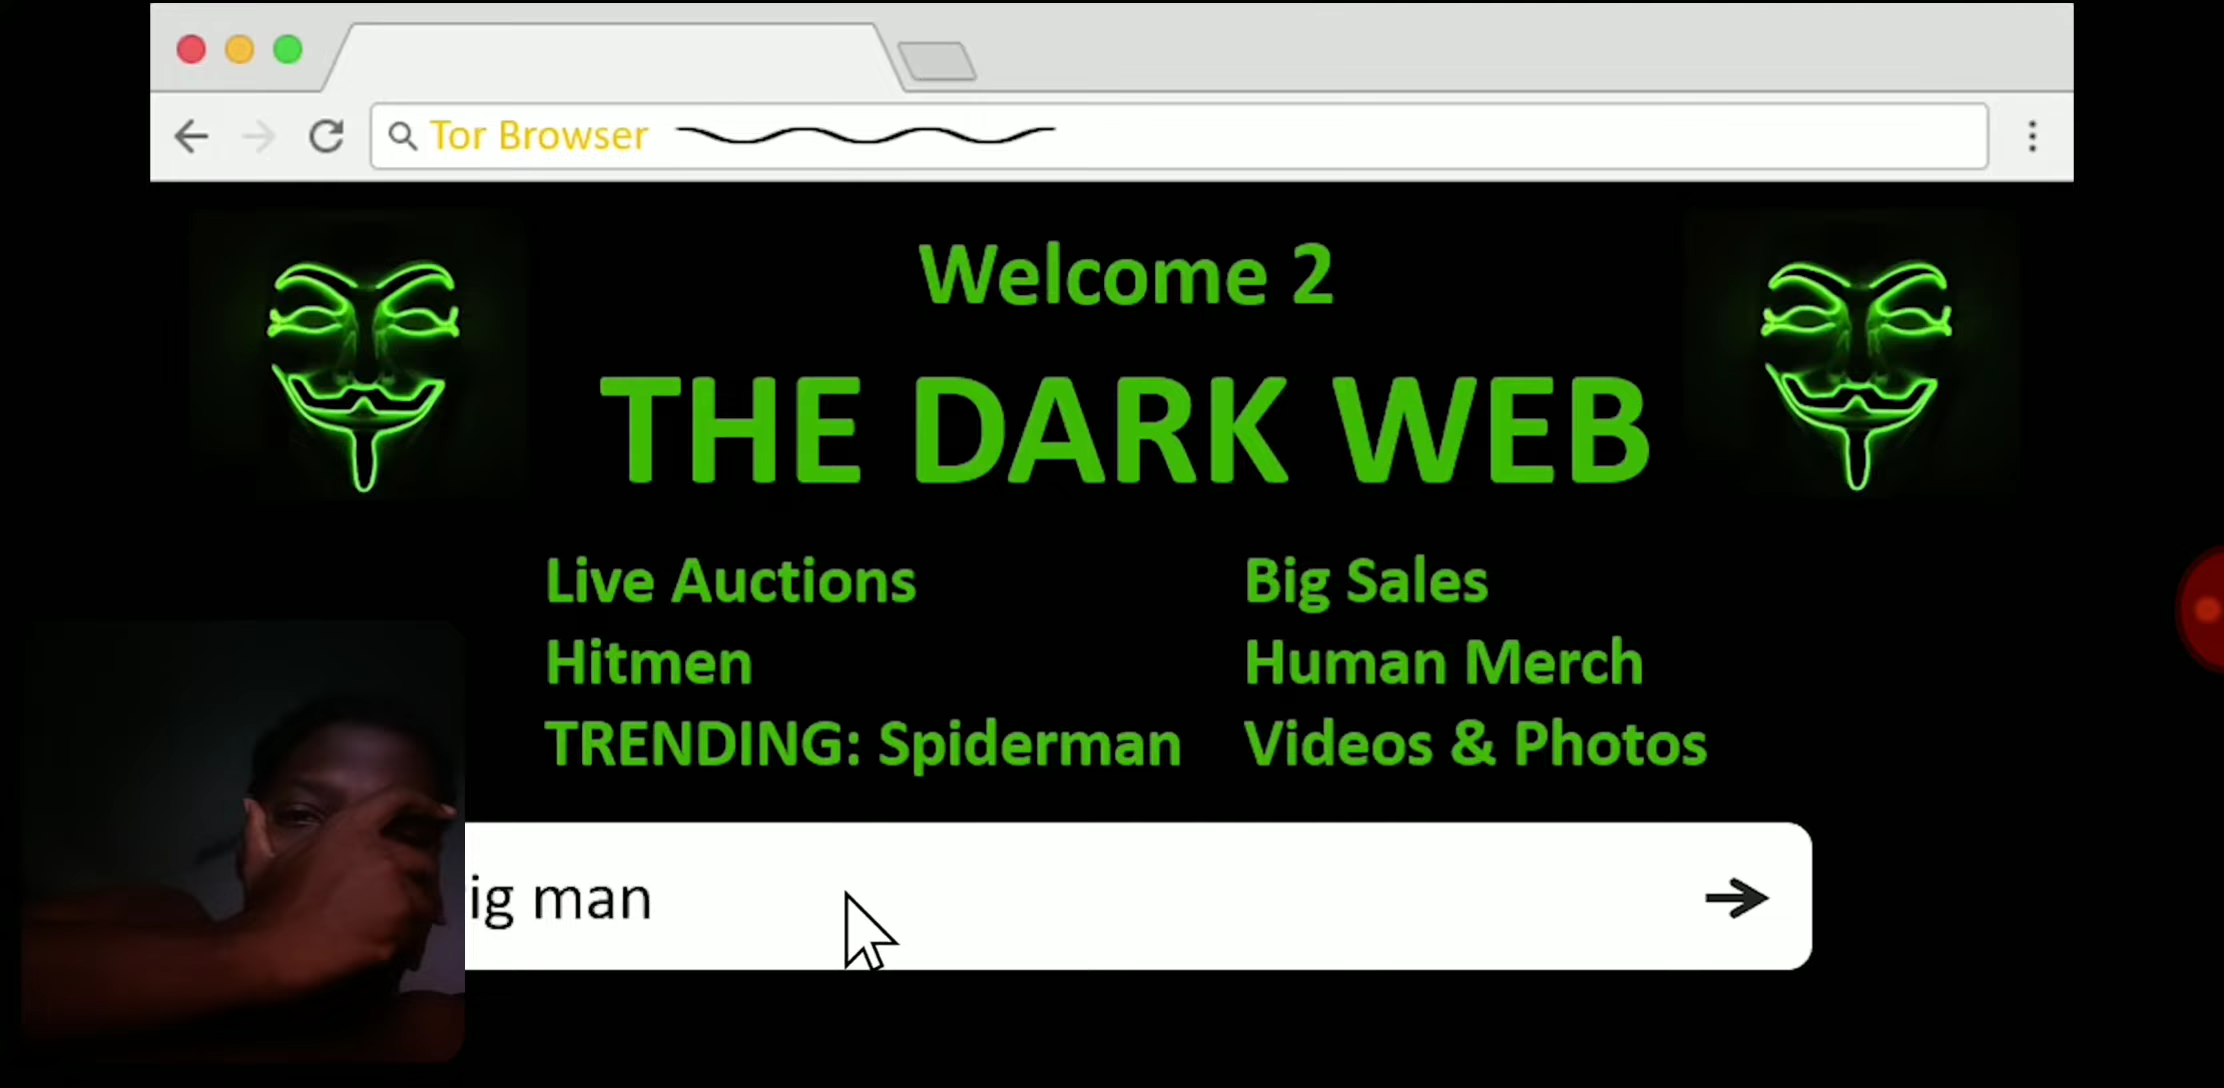 Tor Browser
Welcome 2
THE DARK WEB
Live Auctions
Big Sales
Hitmen
Human Merch
TRENDING: Spiderman
Videos & Photos
ig man